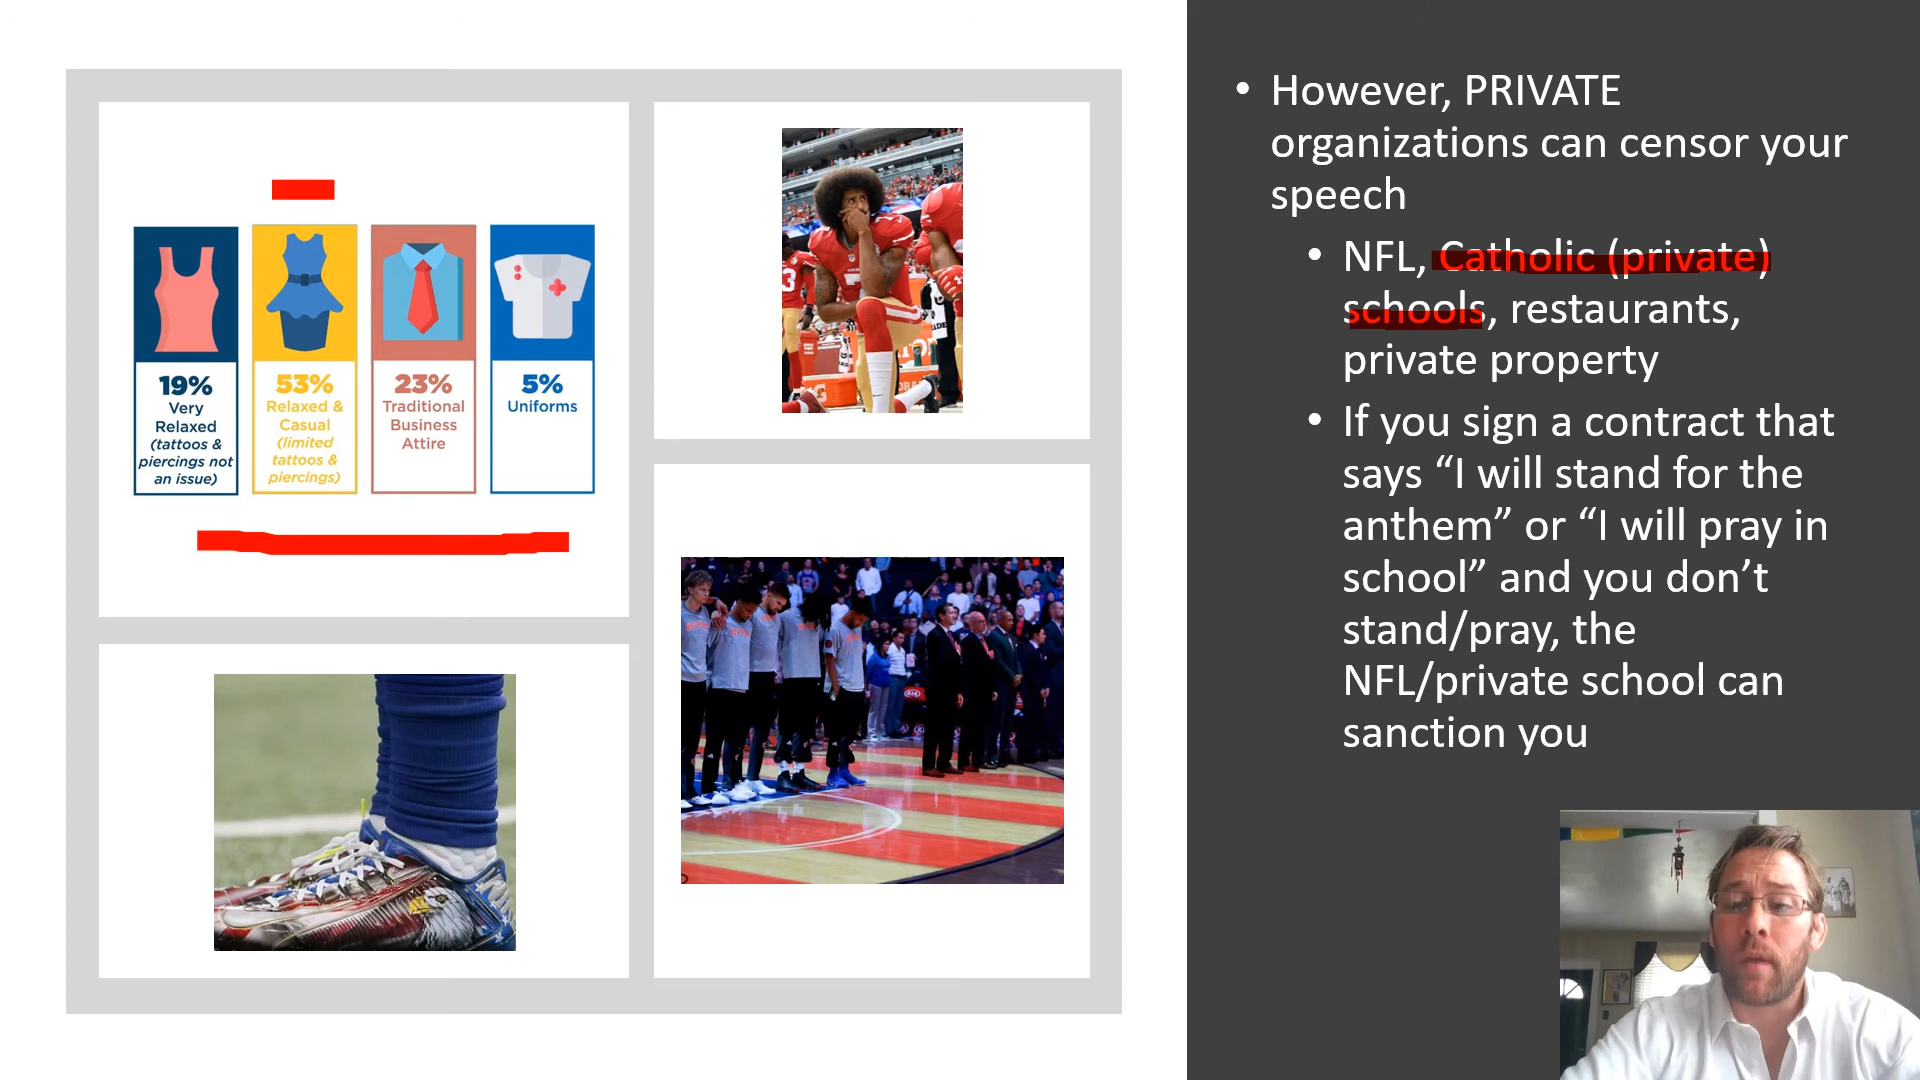 19%
Very
Relaxed
(tattoos &
piercings not
an issue)
53%
Relaxed &
Casual
(limited
tattoos &
piercings)
23%
Traditional
Business
Attire
5%
Uniforms
KIA
• However, PRIVATE
organizations can censor your
speech
• NFL, Catholic (private)
schools, restaurants,
private property
• If you sign a contract that
says “I will stand for the
anthem” or “I will pray in
school” and you don’t
stand/pray, the
NFL/private school can
sanction you